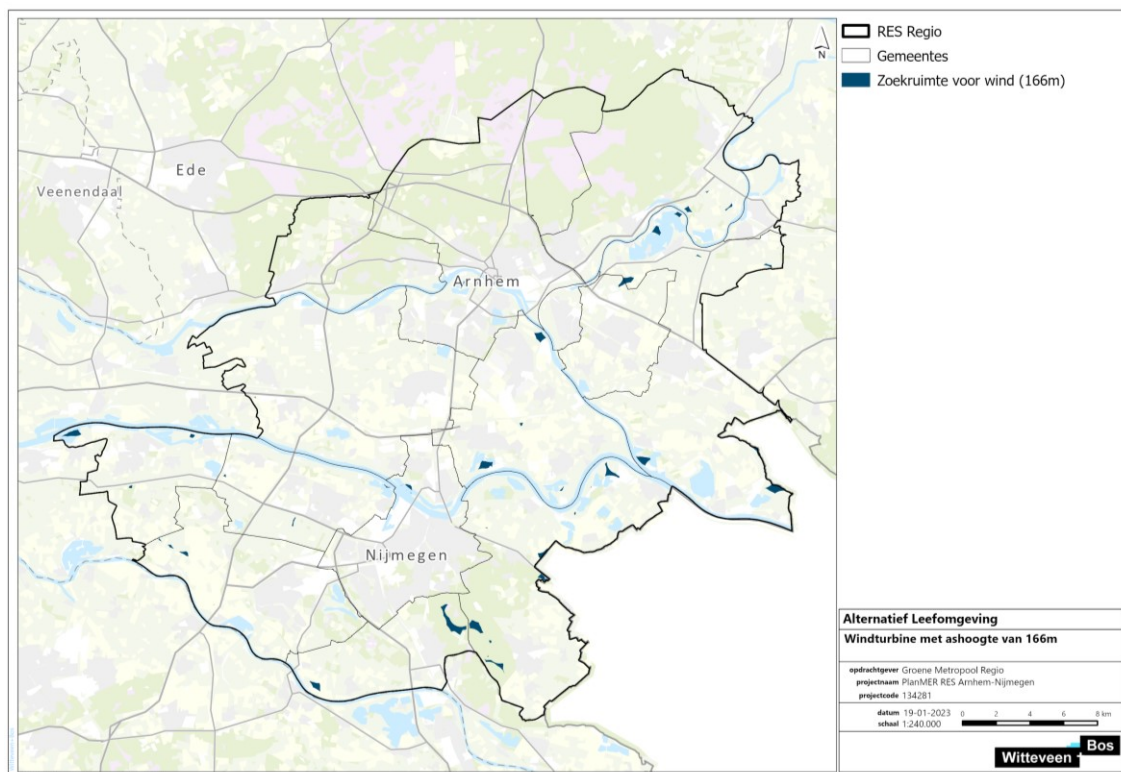 RES Regio
Gemeentes
Zoekruimte voor wind (166m)
N
Ede
Veenendaal
Arnhem
Nijmegen
Alternatief Leefomgeving
Windturbine met ashoogte van 166m
opdrachtgever Groene Metropool Regio
projectnaam PlanMER RES Arnhem-Nijmegen
projectcode 134281
datum 19-01-2023
schaal 1:240.000
0 2 4 6 8 km
Witteveen + Bos